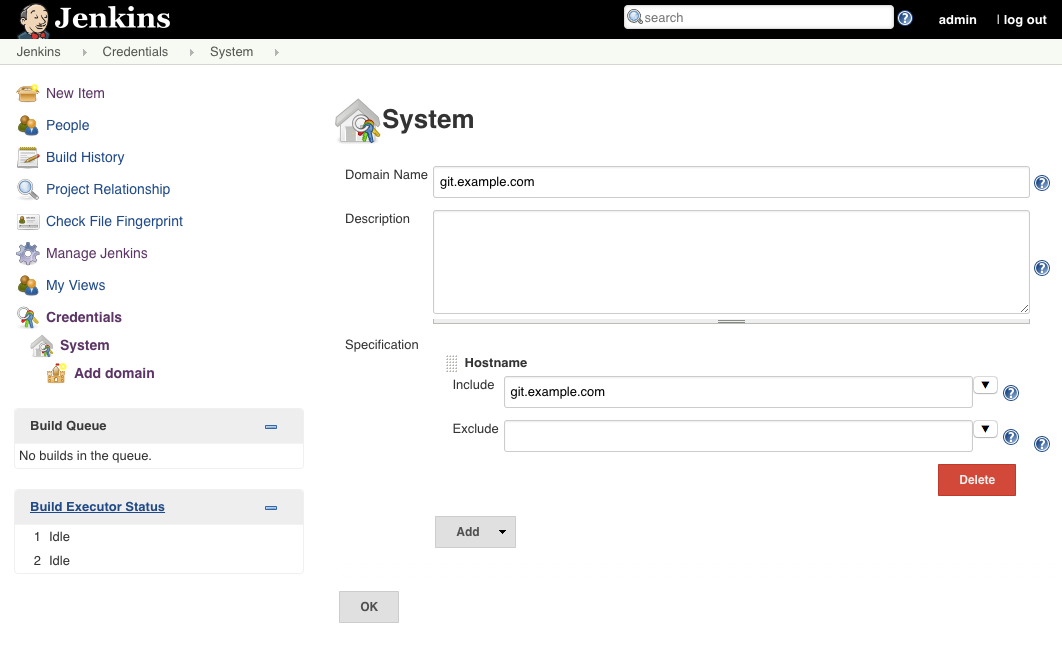 Jenkins
search
admin
| log out
Jenkins Credentials System
New Item
People
Build History
Project Relationship
Check File Fingerprint
Manage Jenkins
My Views
Credentials
System
Add domain
Build Queue
No builds in the queue.
Build Executor Status
1 Idle
2 Idle
System
Domain Name
git.example.com
Description
Specification
Hostname
Include
git.example.com
Exclude
Delete
Add
OK